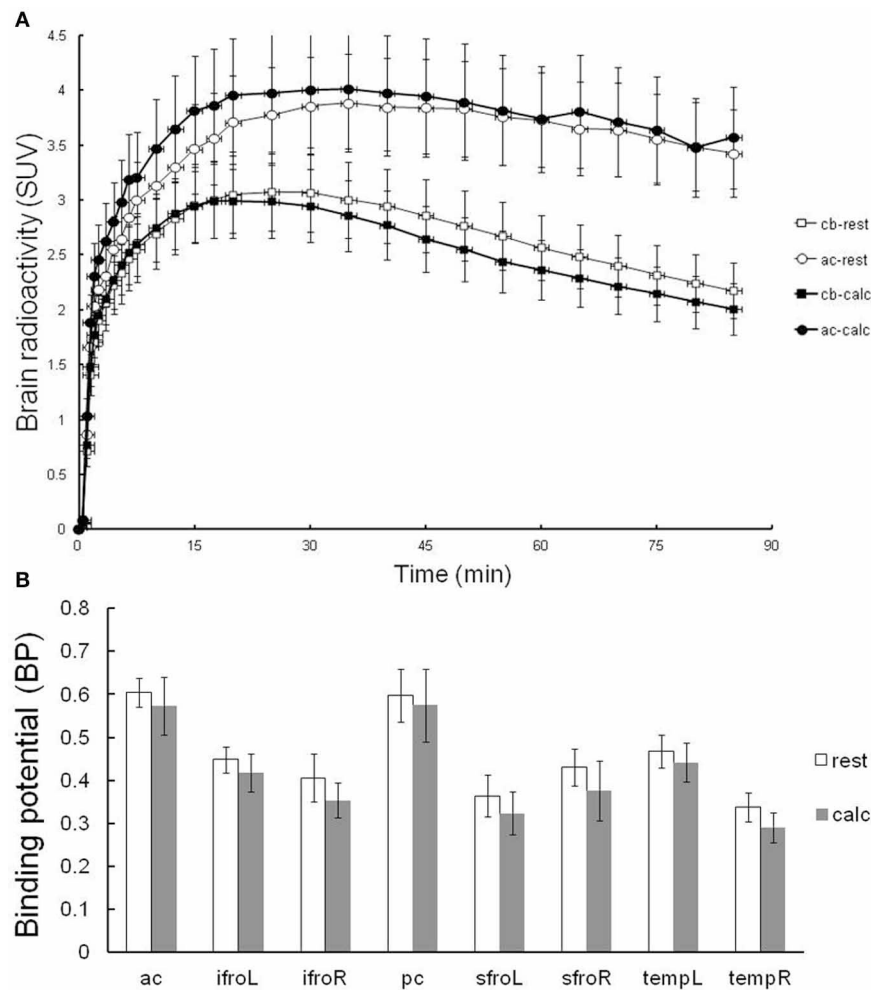 A
Brain radioactivity (SUV)
4.5
4
3.5
3
2.5
2
1.5
1
0.5
0
0 15 30 45 60 75 90
Time (min)
cb-rest
ac-rest
cb-calc
ac-calc
B
Binding potential (BP)
0.8
0.7
0.6
0.5
0.4
0.3
0.2
0.1
0
ac ifroL ifroR pc sfroL sfroR tempL tempR
rest
calc